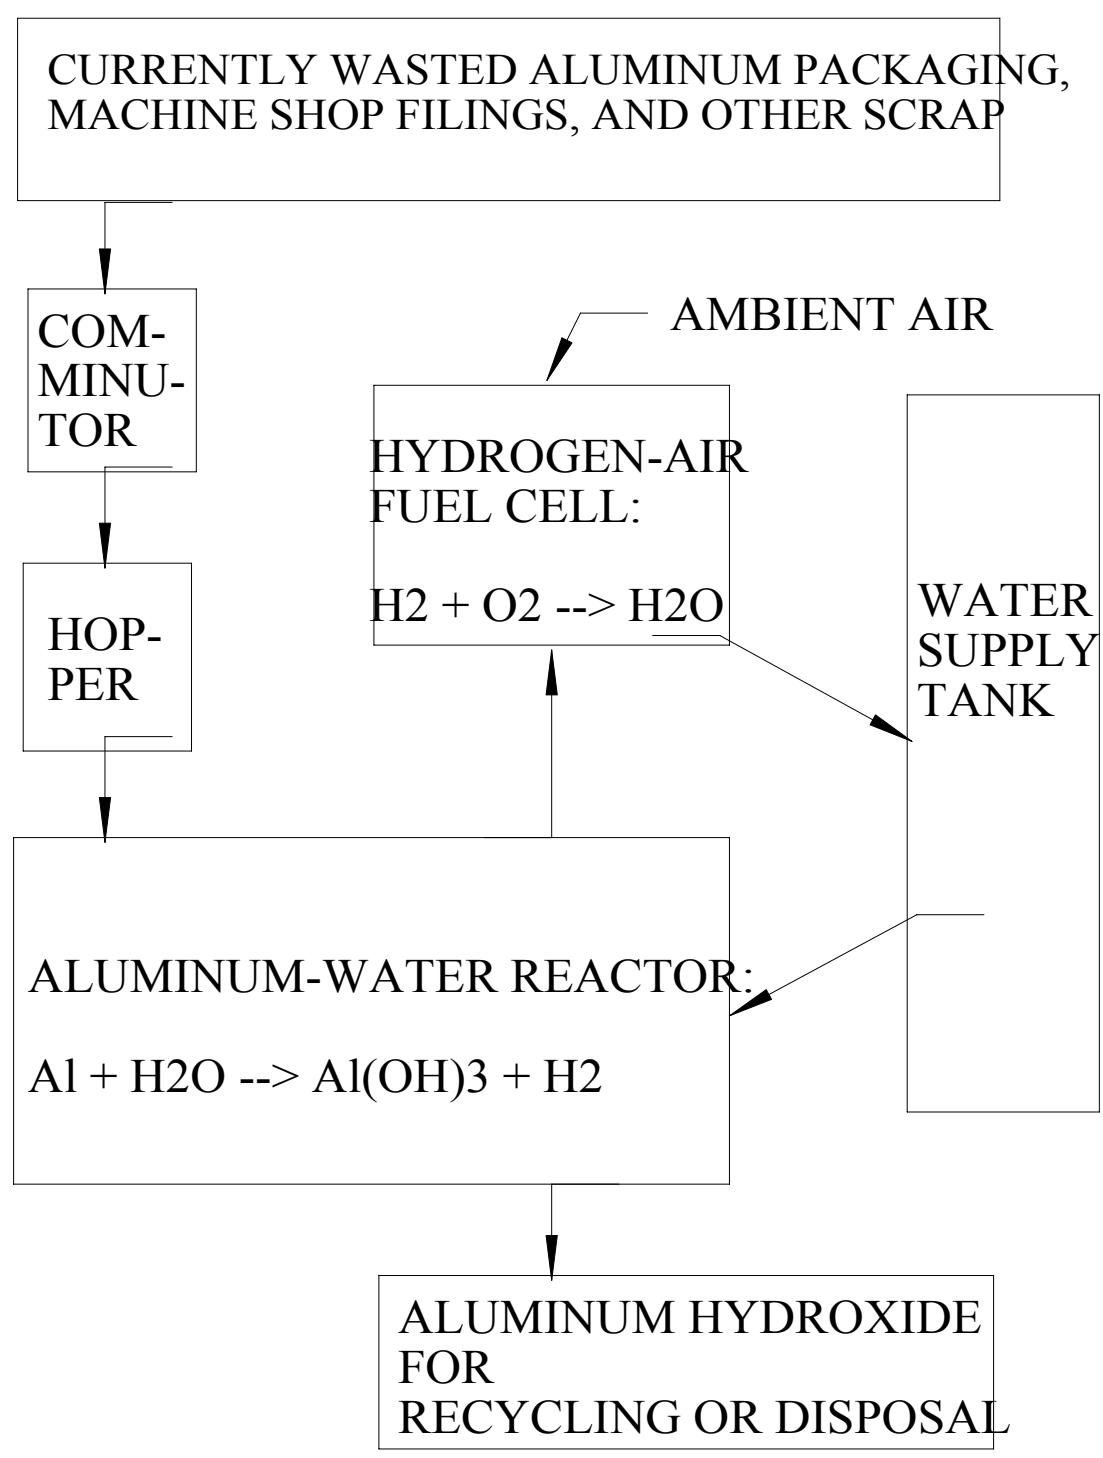 CURRENTLY WASTED ALUMINUM PACKAGING,
MACHINE SHOP FILINGS, AND OTHER SCRAP
COM-
MINU-
TOR
AMBIENT AIR
HYDROGEN-AIR
FUEL CELL:
H2 + O2 --> H2O
WATER
SUPPLY
TANK
HOP-
PER
ALUMINUM-WATER REACTOR:
Al + H2O --> Al(OH)3 + H2
ALUMINUM HYDROXIDE
FOR
RECYCLING OR DISPOSAL